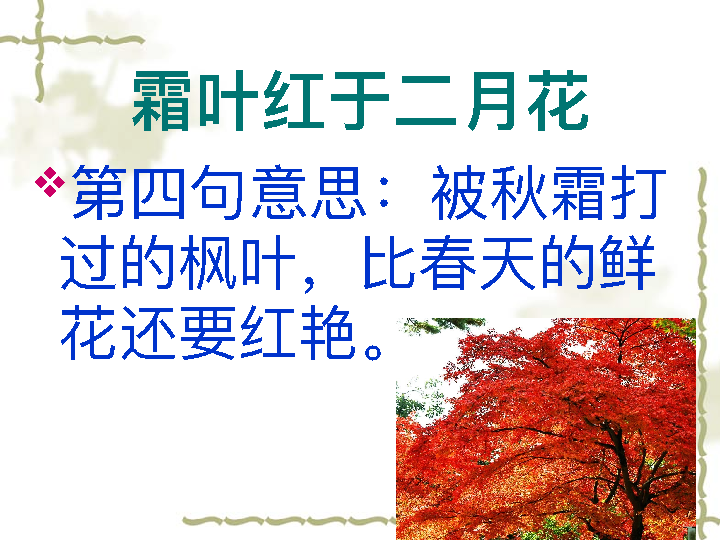 霜叶红于二月花
第四句意思：被秋霜打
过的枫叶，比春天的鲜
花还要红艳。